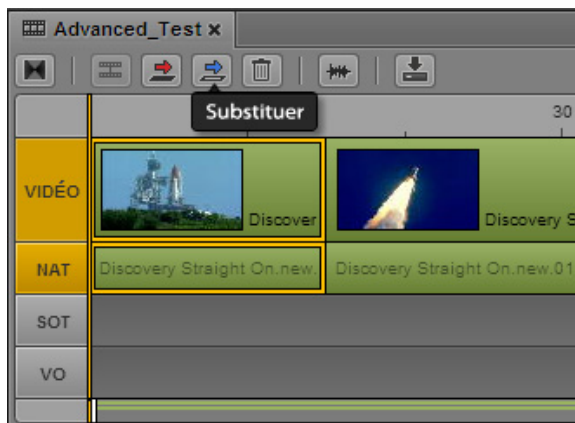 Advanced_Test x
Substituer
30
VIDÉO
Discover
Discovery S
NAT
Discovery Straight On.new.
Discovery Straight On.new.01
SOT
VO